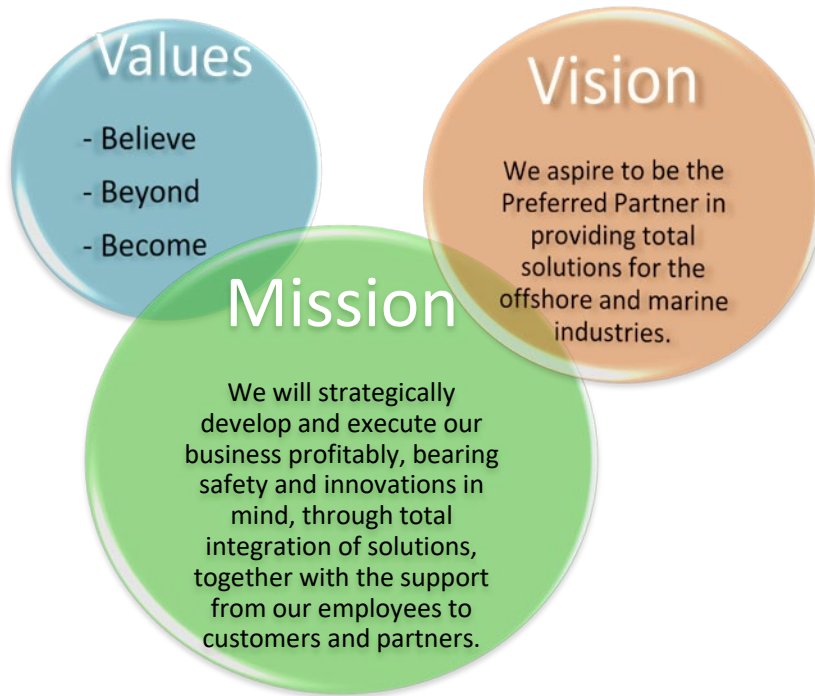 Values
- Believe
- Beyond
- Become
Vision
We aspire to be the
Preferred Partner in
providing total
solutions for the
offshore and marine
industries.
Mission
We will strategically
develop and execute our
business profitably, bearing
safety and innovations in
mind, through total
integration of solutions,
together with the support
from our employees to
customers and partners.